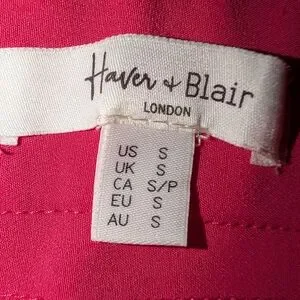 Haver + Blair
LONDON
US S
UK S
CA S/P
EU S
AU S